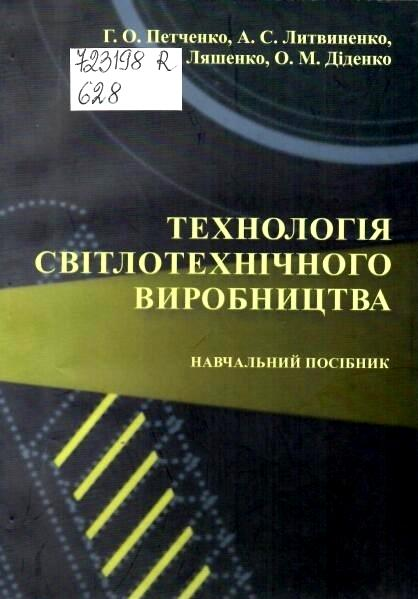 Г. О. Петченко, А. С. Литвиненко,
Ляшенко, О. М. Діденко
723198 R
628
ТЕХНОЛОГІЯ
СВІТЛОТЕХНІЧНОГО
ВИРОБНИЦТВА
НАВЧАЛЬНИЙ ПОСІБНИК